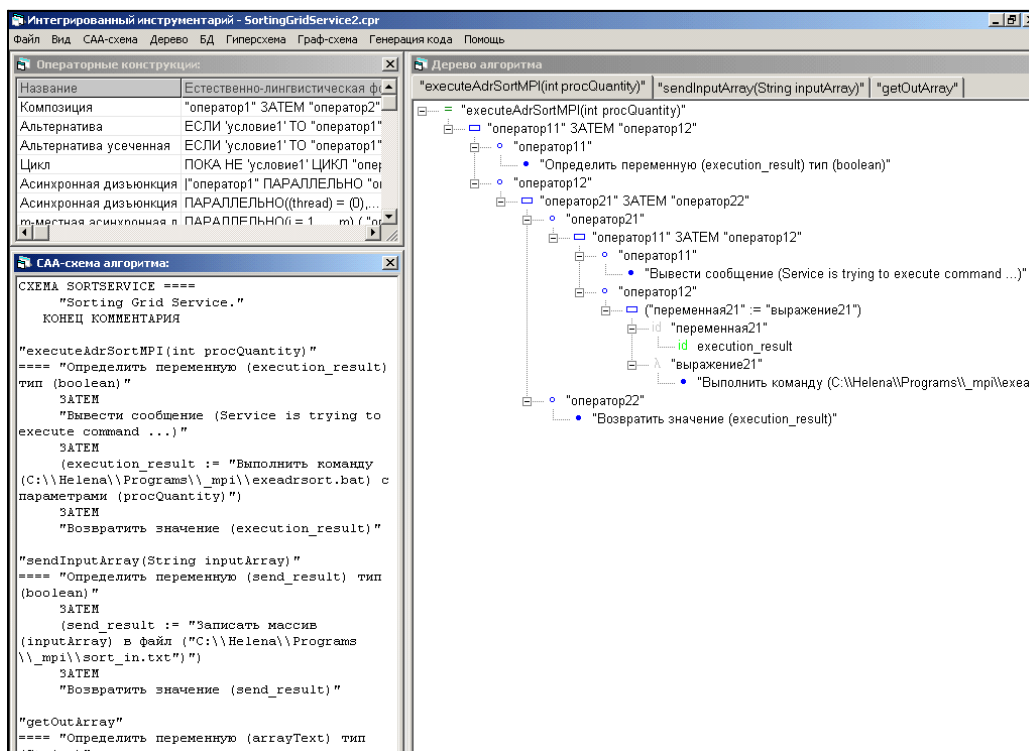 Интегрированный инструментарий - SortingGridService2.cpr
Файл Вид САА-схема Дерево БД Гиперсхема Граф-схема Генерация кода Помощь
Операторные конструкции:
Название Естественно-лингвистическая фо
Композиция "оператор1" ЗАТЕМ "оператор2"
Альтернатива ЕСЛИ 'условие1' ТО "оператор1"
Альтернатива усеченная ЕСЛИ 'условие1' ТО "оператор1"
Цикл ПОКА НЕ 'условие1' ЦИКЛ "опер
Асинхронная дизъюнкция |"оператор1" ПАРАЛЛЕЛЬНО "о
Асинхронная дизъюнкция ПАРАЛЛЕЛЬНО((thread) = (0),...
m-местная асинхронная д ПАРАЛЛЕЛЬНО(i = 1, ..., m) ( "о
САА-схема алгоритма:
СХЕМА SORTSERVICE ====
"Sorting Grid Service."
КОНЕЦ КОММЕНТАРИЯ
"executeAdrSortMPI(int procQuantity)"
==== "Определить переменную (execution_result)
тип (boolean)"
ЗАТЕМ
"Вывести сообщение (Service is trying to
execute command ...)"
ЗАТЕМ
(execution_result := "Выполнить команду
(C:\\Helena\\Programs\\_mpi\\exeadrsort.bat) с
параметрами (procQuantity)")
ЗАТЕМ
"Возвратить значение (execution_result)"
"sendInputArray(String inputArray)"
==== "Определить переменную (send_result) тип
(boolean)"
ЗАТЕМ
(send_result := "Записать массив
(inputArray) в файл ("C:\\Helena\\Programs
\\_mpi\\sort_in.txt")")
ЗАТЕМ
"Возвратить значение (send_result)"
"getOutArray"
==== "Определить переменную (arrayText) тип
Дерево алгоритма
"executeAdrSortMPI(int procQuantity)" "sendInputArray(String inputArray)" "getOutArray"
= "executeAdrSortMPI(int procQuantity)"
"оператор11" ЗАТЕМ "оператор12"
"оператор11"
"Определить переменную (execution_result) тип (boolean)"
"оператор12"
"оператор21" ЗАТЕМ "оператор22"
"оператор21"
"оператор11" ЗАТЕМ "оператор12"
"оператор11"
"Вывести сообщение (Service is trying to execute command ...)"
"оператор12"
("переменная21" := "выражение21")
id "переменная21"
id execution_result
λ "выражение21"
"Выполнить команду (C:\\Helena\\Programs\\_mpi\\exea
"оператор22"
"Возвратить значение (execution_result)"